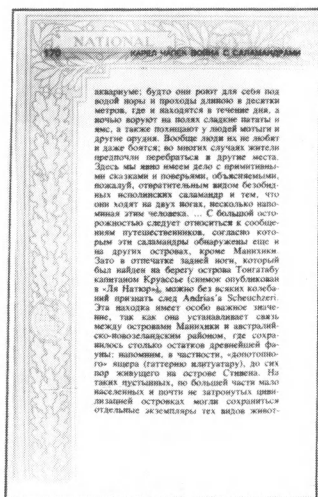 NATIONAL
170 КАРЕЛ ЧАПЕК ВОЙНА С САЛАМАНДРАМИ
аквариуме; будто они роют для себя под
водой норы и проходы длиною в десятки
метров, где и находятся в течение дня, а
ночью воруют на полях сладкие пататы и
ямс, а также похищают у людей мотыги и
другие орудия. Вообще люди их не любят
и даже боятся; во многих случаях жители
предпочли перебраться в другие места.
Здесь мы явно имеем дело с примитивны-
ми сказками и поверьями, объясняемыми,
пожалуй, отвратительным видом безобид-
ных исполинских саламандр и тем, что
они ходят на двух ногах, несколько напо-
миная этим человека. ... С большой осто-
рожностью следует относиться к сообще-
ниям путешественников, согласно кото-
рым эти саламандры обнаружены еще и
на других островах, кроме Манихики.
Зато в отпечатке задней ноги, который
был найден на берегу острова Тонгатабу
капитаном Круассье (снимок опубликован
в «Ля Натюр»), можно без всяких колеба-
ний признать след Andrias'a Scheuchzeri.
Эта находка имеет особо важное значе-
ние, так как она устанавливает связь
между островами Манихики и австралий-
ско-новозеландским районом, где сохра-
нилось столько остатков древнейшей фа-
уны; напомним, в частности, «допотопно-
го» ящера (гаттерию или туатару), до сих
пор живущего на острове Стивена. На
таких пустынных, по большей части мало
населенных и почти не затронутых циви-
лизацией островках могли сохраниться
отдельные экземпляры тех видов живот-